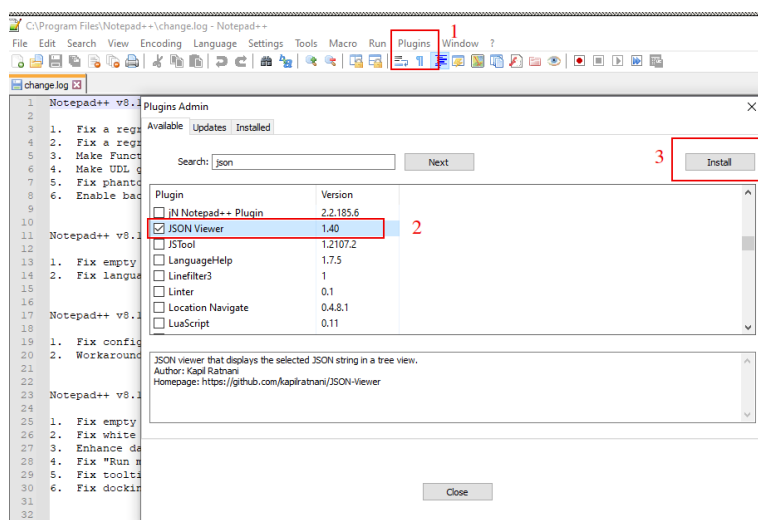 C:\Program Files\Notepad++\change.log - Notepad++
1
File Edit Search View Encoding Language Settings Tools Macro Run Plugins Window ?
change.log
1 Notepad++ v8.1
2
3 1. Fix a regr
4 2. Fix a regr
5 3. Make Funct
6 4. Make UDL g
7 5. Fix phanto
8 6. Enable bac
9
10
11 Notepad++ v8.1
12
13 1. Fix empty
14 2. Fix langua
15
16
17 Notepad++ v8.1
18
19 1. Fix config
20 2. Workaround
21
22
23 Notepad++ v8.1
24
25 1. Fix empty
26 2. Fix white
27 3. Enhance da
28 4. Fix "Run m
29 5. Fix toolti
30 6. Fix dockin
31
32
Plugins Admin
Available Updates Installed
Search: json Next 3 Install
Plugin Version
jN Notepad++ Plugin 2.2.185.6
JSON Viewer 1.40 2
JSTool 1.2107.2
LanguageHelp 1.7.5
Linefilter3 1
Linter 0.1
Location Navigate 0.4.8.1
LuaScript 0.11
JSON viewer that displays the selected JSON string in a tree view.
Author: Kapil Ratnani
Homepage: https://github.com/kapilratnani/JSON-Viewer
Close